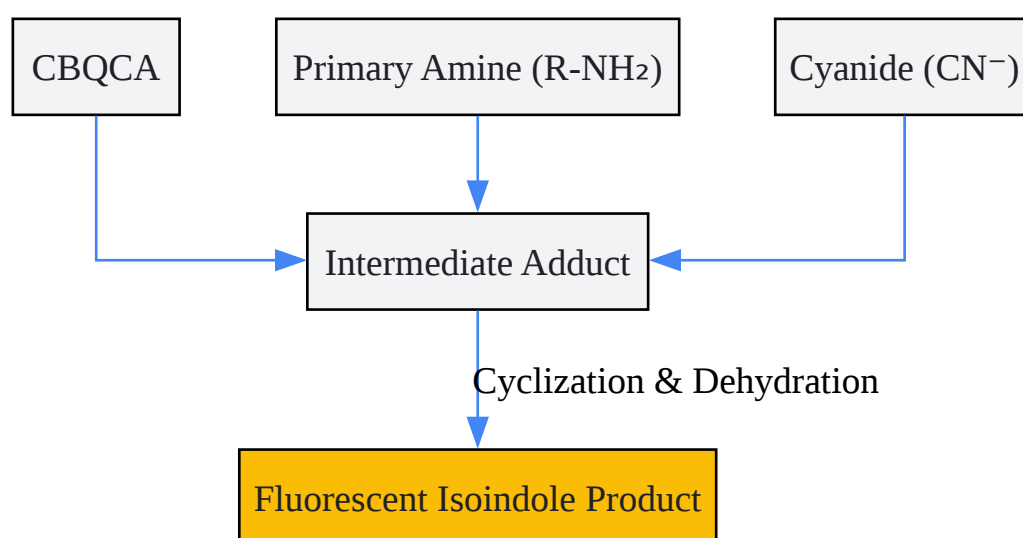 CBQCA
Primary Amine (R-NH₂)
Cyanide (CN⁻)
Intermediate Adduct
Cyclization & Dehydration
Fluorescent Isoindole Product